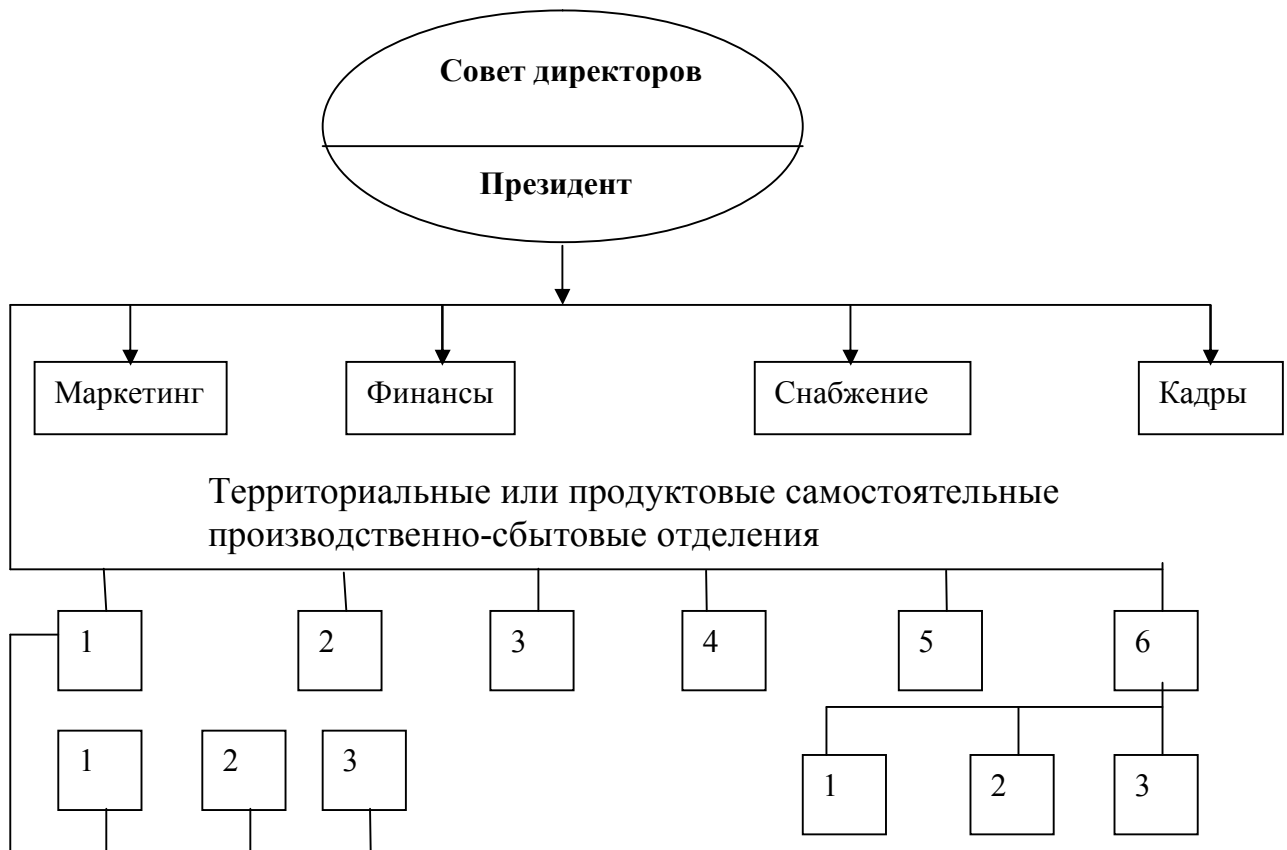 Совет директоров
Президент
Маркетинг
Финансы
Снабжение
Кадры
Территориальные или продуктовые самостоятельные
производственно-сбытовые отделения
1
2
3
4
5
6
1
2
3
1
2
3